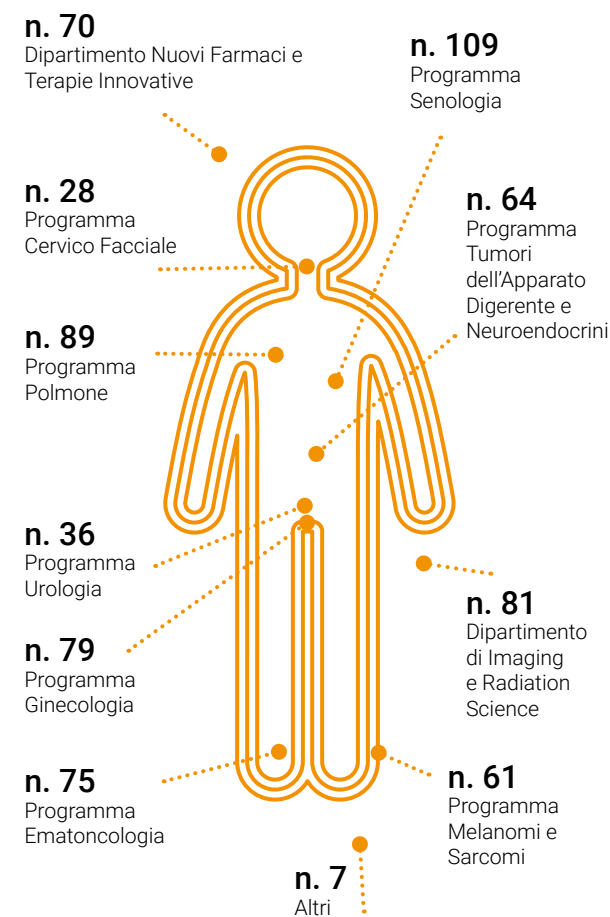 n. 70
Dipartimento Nuovi Farmaci e
Terapie Innovative
n. 109
Programma
Senologia
n. 28
Programma
Cervico Facciale
n. 64
Programma
Tumori
dell'Apparato
Digerente e
Neuroendocrini
n. 89
Programma
Polmone
n. 36
Programma
Urologia
n. 81
Dipartimento
di Imaging
e Radiation
Science
n. 79
Programma
Ginecologia
n. 75
Programma
Ematoncologia
n. 61
Programma
Melanomi e
Sarcomi
n. 7
Altri